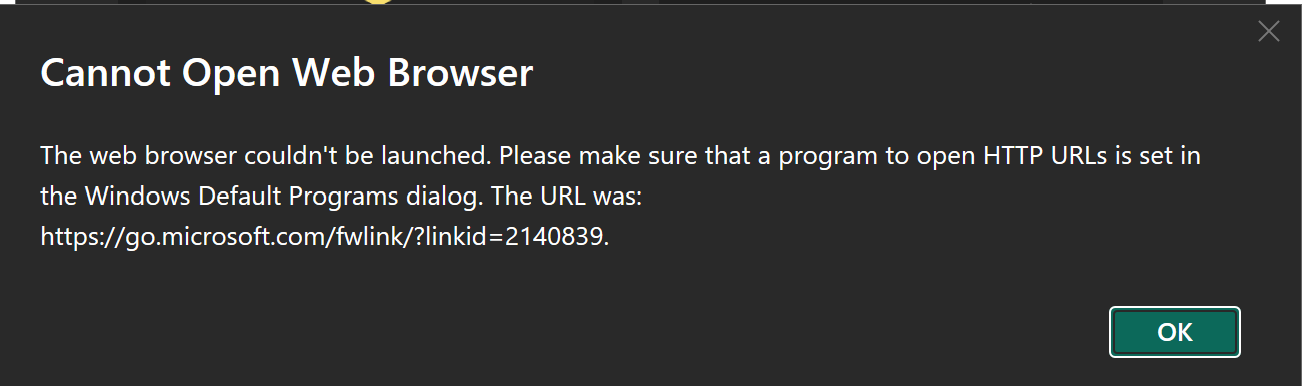 Cannot Open Web Browser
The web browser couldn't be launched. Please make sure that a program to open HTTP URLs is set in
the Windows Default Programs dialog. The URL was:
https://go.microsoft.com/fwlink/?linkid=2140839.
OK